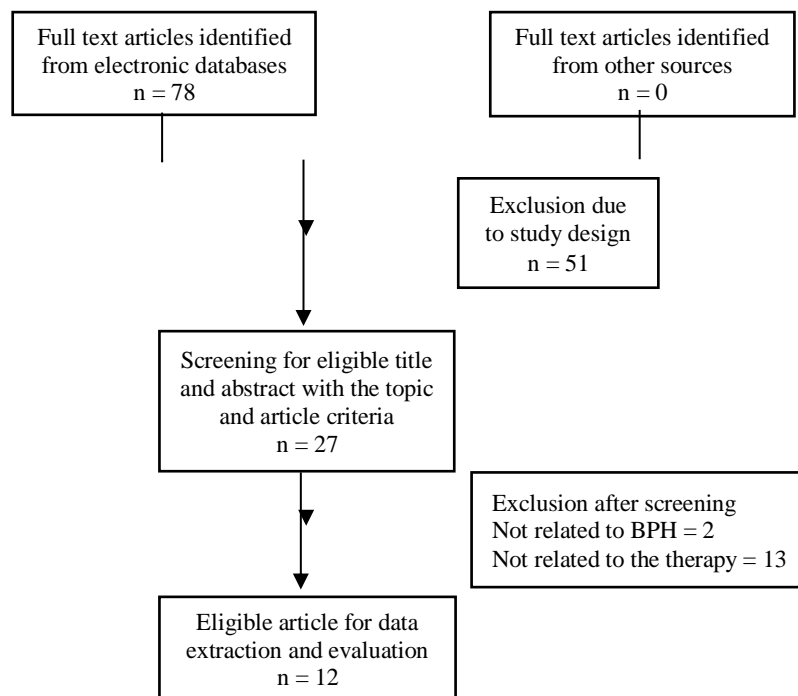 Full text articles identified
from electronic databases
n = 78
Full text articles identified
from other sources
n = 0
Exclusion due
to study design
n = 51
Screening for eligible title
and abstract with the topic
and article criteria
n = 27
Exclusion after screening
Not related to BPH = 2
Not related to the therapy = 13
Eligible article for data
extraction and evaluation
n = 12